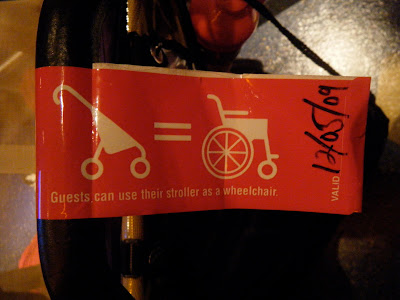 =
Guests can use their stroller as a wheelchair.
VALID 12/05/09